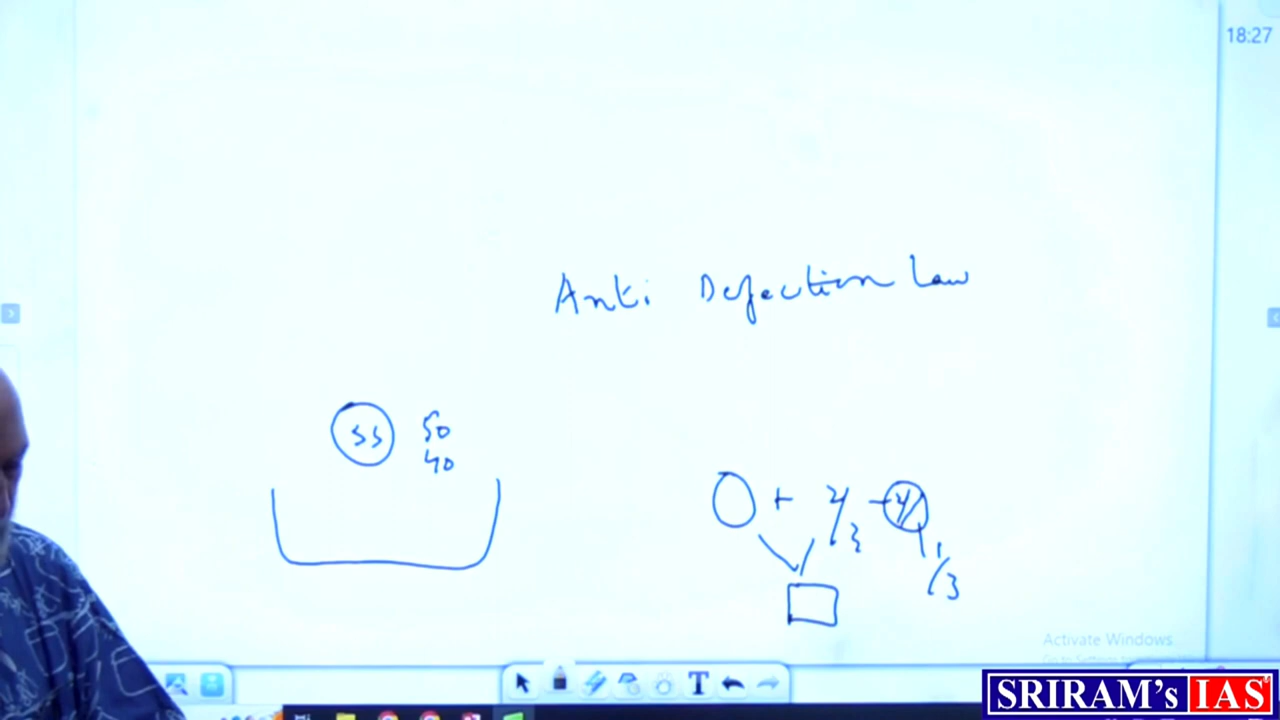 18:27
Anti Defection Law
SS 50
40
+ 2/3
1/3
Activate Windows
T
SRIRAM's IAS